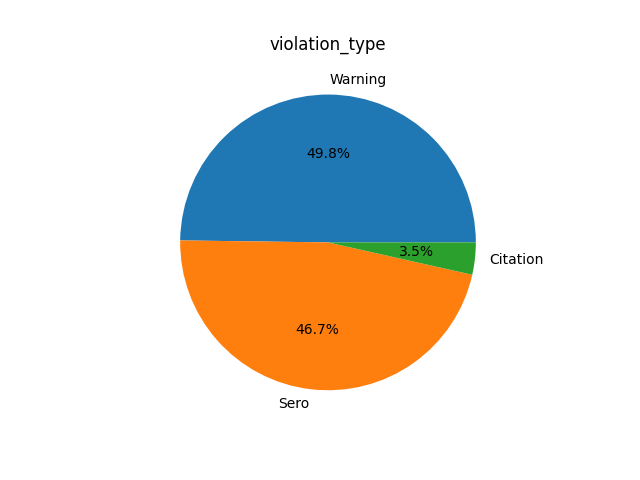 violation_type
Warning
49.8%
3.5%
Citation
46.7%
Sero